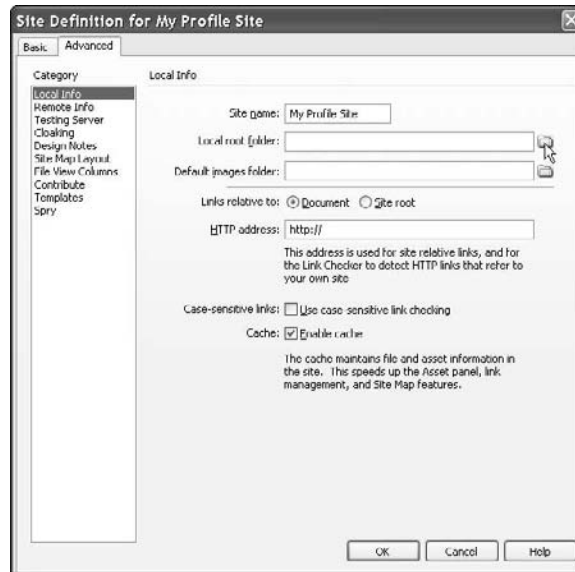 Site Definition for My Profile Site
Basic
Advanced
Category
Local Info
Remote Info
Testing Server
Cloaking
Design Notes
Site Map Layout
File View Columns
Contribute
Templates
Spry
Local Info
Site name: My Profile Site
Local root folder:
Default images folder:
Links relative to: Document Site root
HTTP address: http://
This address is used for site relative links, and for
the Link Checker to detect HTTP links that refer to
your own site
Case-sensitive links: Use case-sensitive link checking
Cache: Enable cache
The cache maintains file and asset information in
the site. This speeds up the Asset panel, link
management, and Site Map features.
OK
Cancel
Help